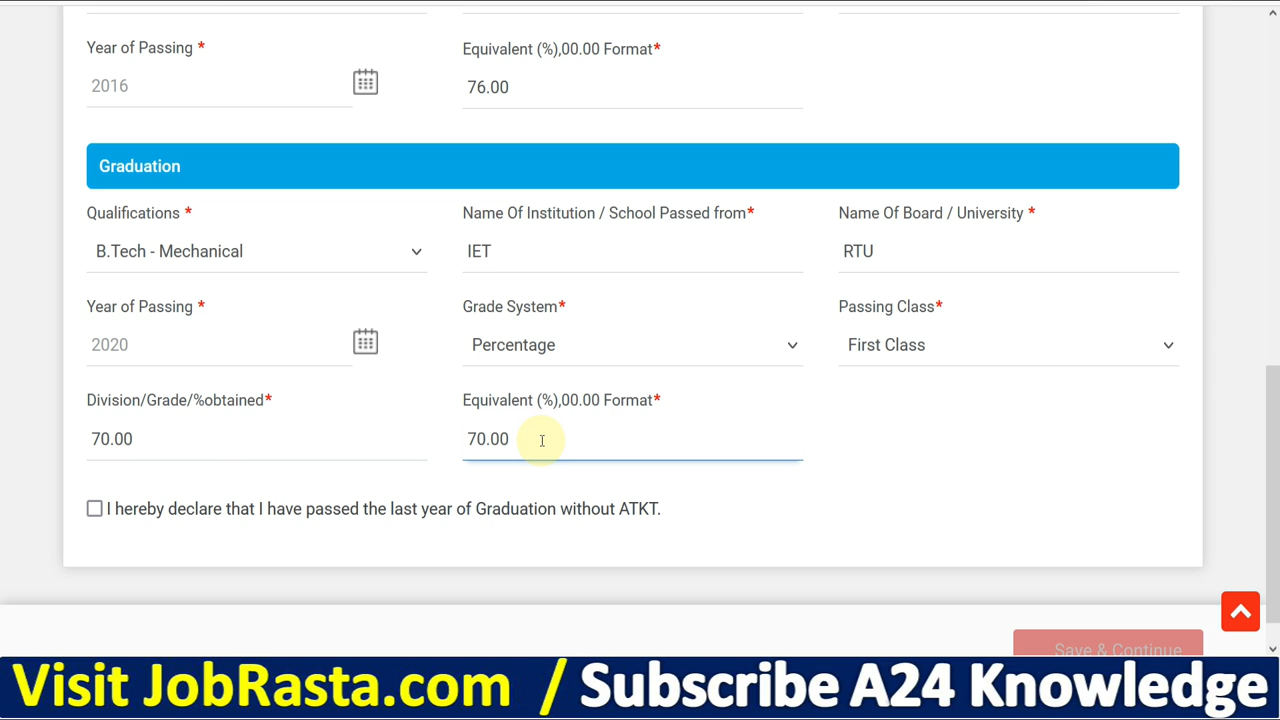 Year of Passing *
Equivalent (%),00.00 Format*
2016
76.00
Graduation
Qualifications *
Name Of Institution / School Passed from*
Name Of Board / University *
B.Tech - Mechanical
IET
RTU
Year of Passing *
Grade System*
Passing Class*
2020
Percentage
First Class
Division/Grade/%obtained*
Equivalent (%),00.00 Format*
70.00
70.00
I hereby declare that I have passed the last year of Graduation without ATKT.
Save & Continue
Visit JobRasta.com / Subscribe A24 Knowledge